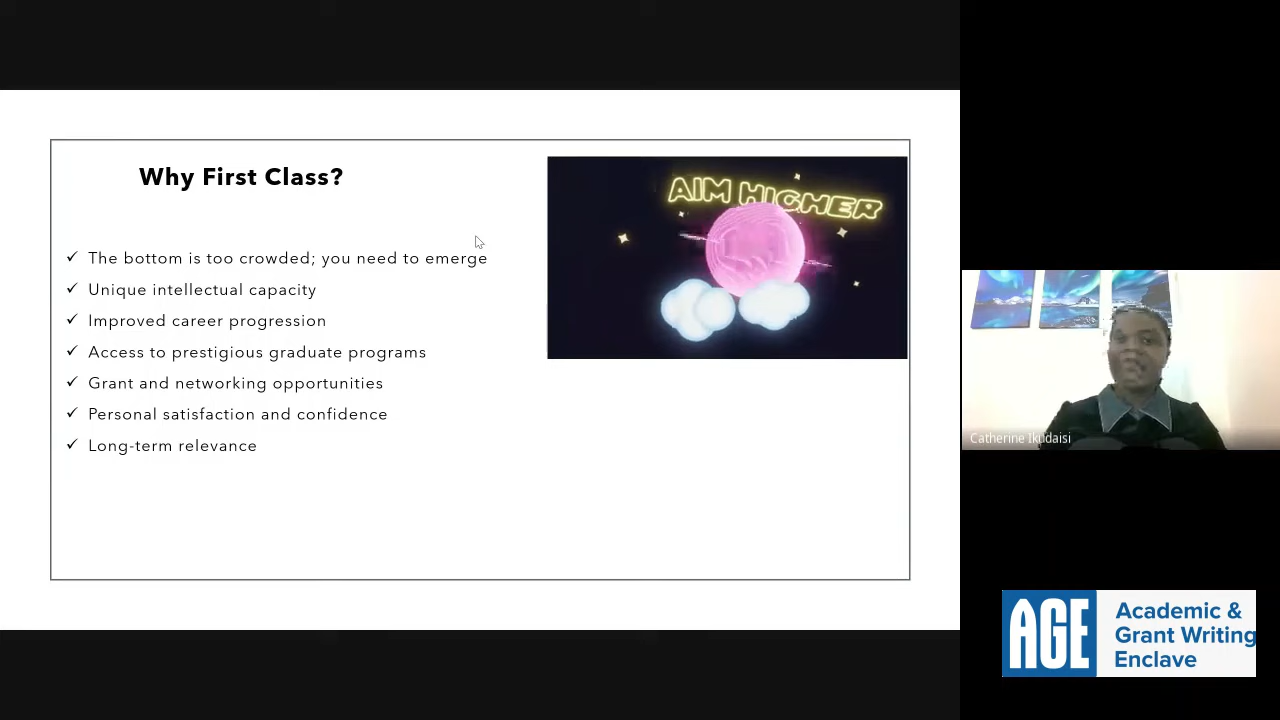 Why First Class?
AIM HIGHER
✓ The bottom is too crowded; you need to emerge
✓ Unique intellectual capacity
✓ Improved career progression
✓ Access to prestigious graduate programs
✓ Grant and networking opportunities
✓ Personal satisfaction and confidence
✓ Long-term relevance
Catherine Ikudaisi
AGE
Academic &
Grant Writing
Enclave